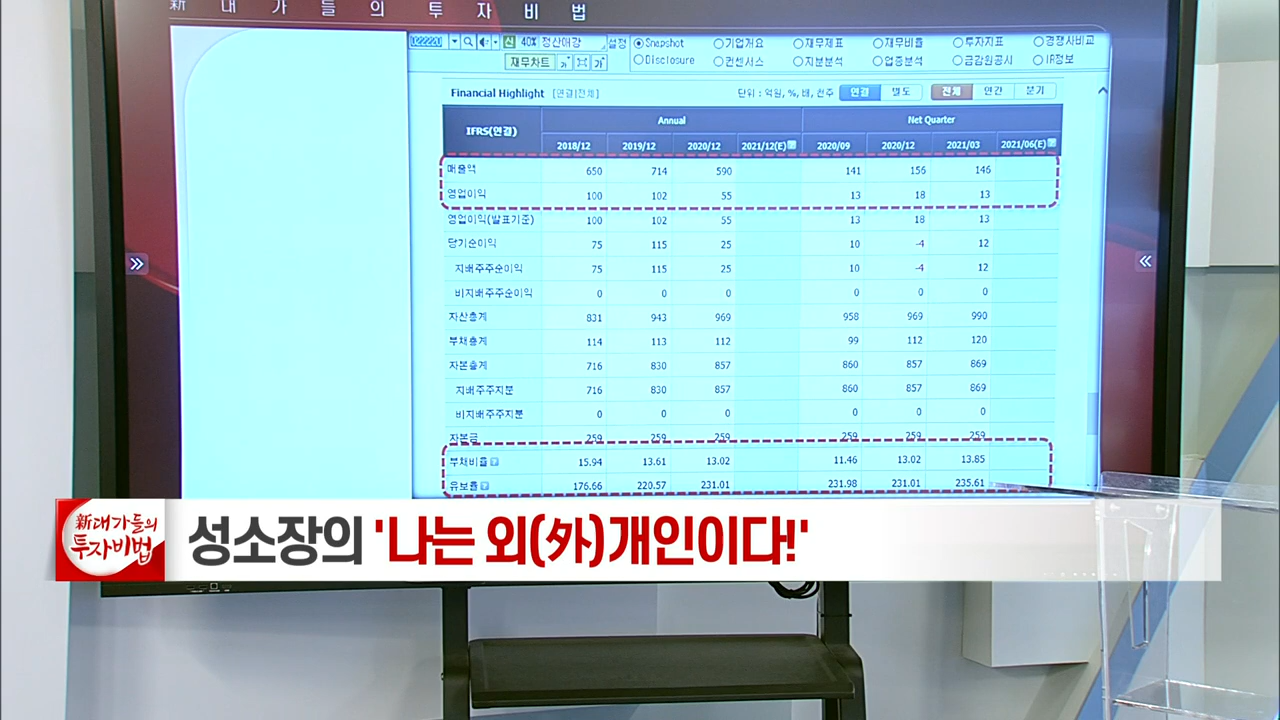 新 대 가 들 의 투 자 비 법
022220 신 40% 정산애강 설정 Snapshot 기업개요 재무제표 재무비율 투자지표 경쟁사비교
재무차트 Disclosure 컨센서스 지분분석 업종분석 금감원공시 IR정보
Financial Highlight [연결|전체] 단위 : 억원, %, 배, 천주 연결 별도 전체 연간 분기
IFRS(연결) Annual Net Quarter
2018/12 2019/12 2020/12 2021/12(E) 2020/09 2020/12 2021/03 2021/06(E)
매출액 650 714 590 141 156 146
영업이익 100 102 55 13 18 13
영업이익(발표기준) 100 102 55 13 18 13
당기순이익 75 115 25 10 -4 12
지배주주순이익 75 115 25 10 -4 12
비지배주주순이익 0 0 0 0 0 0
자산총계 831 943 969 958 969 990
부채총계 114 113 112 99 112 120
자본총계 716 830 857 860 857 869
지배주주지분 716 830 857 860 857 869
비지배주주지분 0 0 0 0 0 0
자본금 259 259 259 259 259 259
부채비율 15.94 13.61 13.02 11.46 13.02 13.85
유보율 176.66 220.57 231.01 231.98 231.01 235.61
新대가들의
투자비법
성소장의 '나는 외(外)개인이다!'